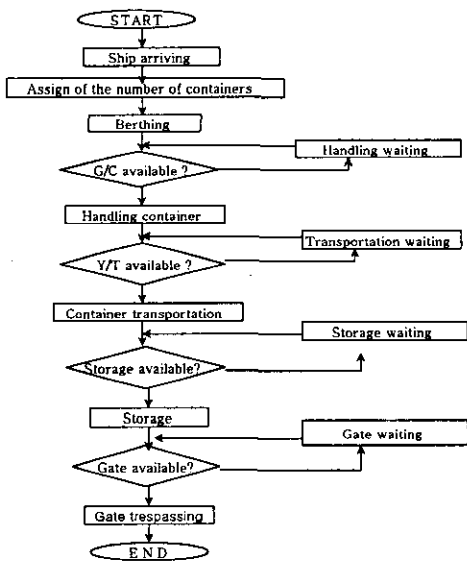 START
Ship arriving
Assign of the number of containers
Berthing
Handling waiting
G/C available ?
Handling container
Transportation waiting
Y/T available ?
Container transportation
Storage waiting
Storage available?
Storage
Gate waiting
Gate available?
Gate trespassing
END